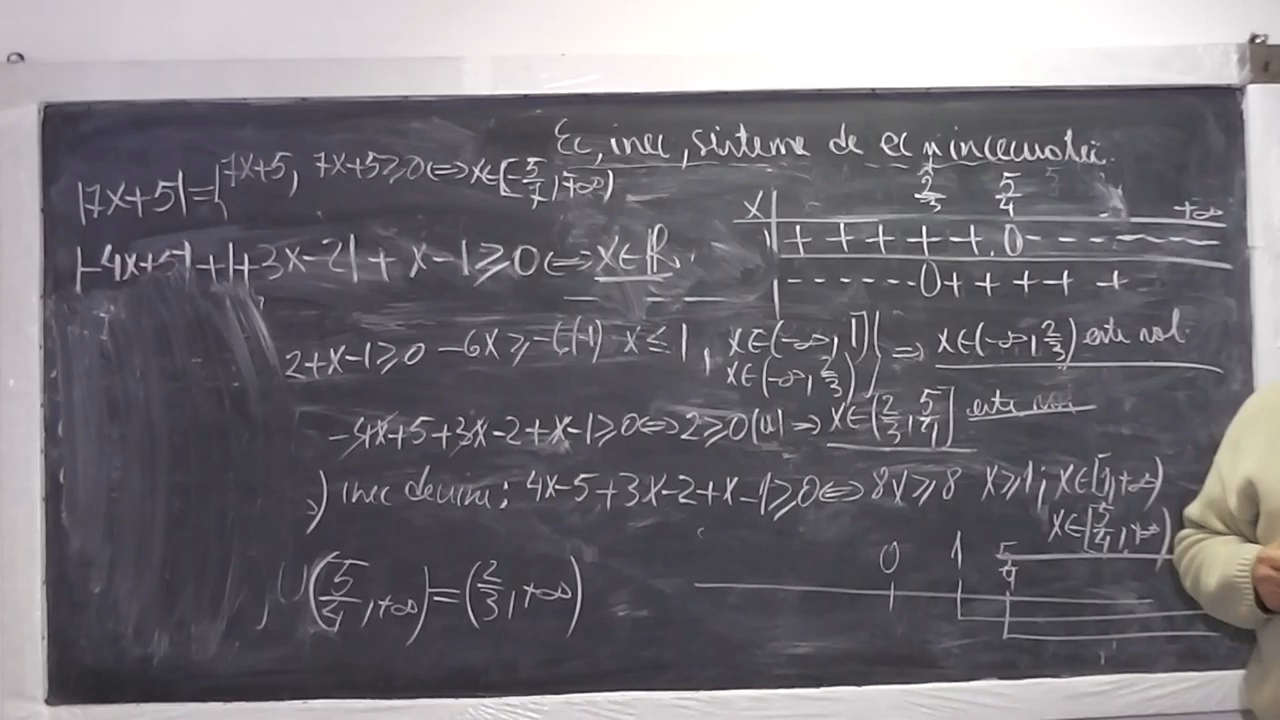 Ec, inec, sisteme de ec
|7x+5|={7x+5, 7x+5≥0⇔x∈[-5/7,+∞)
|-4x+5|+|+3x-2|+x-1≥0⇔x∈ℝ.
x 2/3 5/4 +∞
+ + + + + 0 - - - - - -
- - - - - - 0 + + + + +
2+x-1≥0 -6x≥-6 x≤1, x∈(-∞,1] x∈(-∞,2/3) } ⇒ x∈(-∞,2/3) este sol.
-4x+5+3x-2+x-1≥0⇔2≥0(A)⇒x∈(2/3,5/4] este sol
) inec devine: 4x-5+3x-2+x-1≥0⇔8x≥8 x≥1; x∈[1,+∞)
x∈[5/4,+∞)
∪(5/4,+∞)=(2/3,+∞)
0 1 5/4